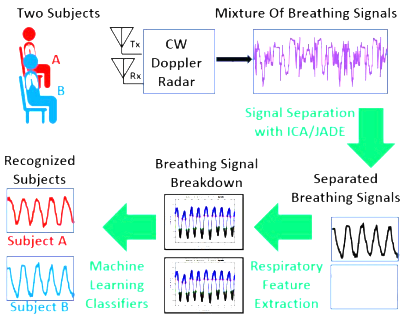 Two Subjects
A
B
Tx
Rx
CW
Doppler
Radar
Mixture Of Breathing Signals
Signal Separation
with ICA/JADE
Separated
Breathing Signals
Respiratory
Feature
Extraction
Breathing Signal
Breakdown
Machine
Learning
Classifiers
Recognized
Subjects
Subject A
Subject B